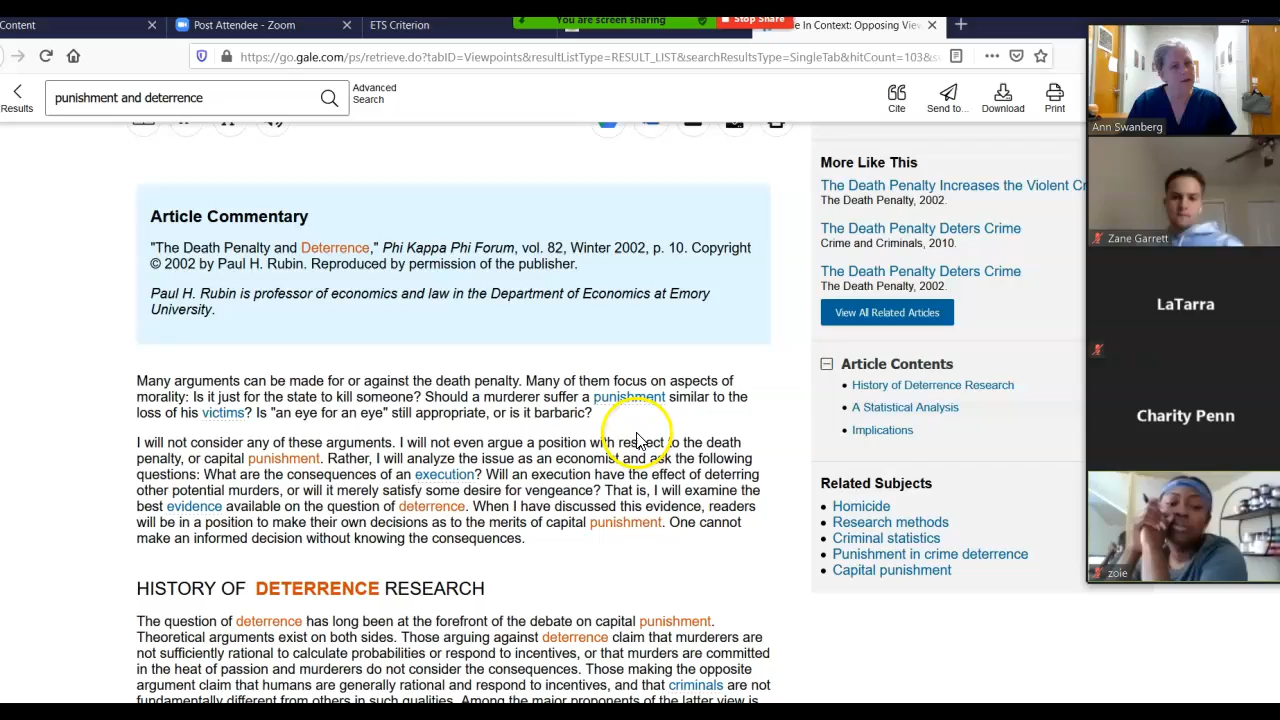 Content
Post Attendee - Zoom
ETS Criterion
You are screen sharing
Stop Share
e In Context: Opposing View
https://go.gale.com/ps/retrieve.do?tabID=Viewpoints&resultListType=RESULT_LIST&searchResultsType=SingleTab&hitCount=103&
Results
punishment and deterrence
Advanced
Search
Cite
Send to...
Download
Print
Article Commentary
"The Death Penalty and Deterrence," Phi Kappa Phi Forum, vol. 82, Winter 2002, p. 10. Copyright
© 2002 by Paul H. Rubin. Reproduced by permission of the publisher.
Paul H. Rubin is professor of economics and law in the Department of Economics at Emory
University.
Many arguments can be made for or against the death penalty. Many of them focus on aspects of
morality: Is it just for the state to kill someone? Should a murderer suffer a punishment similar to the
loss of his victims? Is "an eye for an eye" still appropriate, or is it barbaric?
I will not consider any of these arguments. I will not even argue a position with respect to the death
penalty, or capital punishment. Rather, I will analyze the issue as an economist and ask the following
questions: What are the consequences of an execution? Will an execution have the effect of deterring
other potential murders, or will it merely satisfy some desire for vengeance? That is, I will examine the
best evidence available on the question of deterrence. When I have discussed this evidence, readers
will be in a position to make their own decisions as to the merits of capital punishment. One cannot
make an informed decision without knowing the consequences.
HISTORY OF DETERRENCE RESEARCH
The question of deterrence has long been at the forefront of the debate on capital punishment.
Theoretical arguments exist on both sides. Those arguing against deterrence claim that murderers are
not sufficiently rational to calculate probabilities or respond to incentives, or that murders are committed
in the heat of passion and murderers do not consider the consequences. Those making the opposite
argument claim that humans are generally rational and respond to incentives, and that criminals are not
fundamentally different from others in such qualities. Among the major proponents of the latter view is
More Like This
The Death Penalty Increases the Violent Cr
The Death Penalty, 2002.
The Death Penalty Deters Crime
Crime and Criminals, 2010.
The Death Penalty Deters Crime
The Death Penalty, 2002.
View All Related Articles
Article Contents
History of Deterrence Research
A Statistical Analysis
Implications
Related Subjects
Homicide
Research methods
Criminal statistics
Punishment in crime deterrence
Capital punishment
Ann Swanberg
Zane Garrett
LaTarra
Charity Penn
zoie